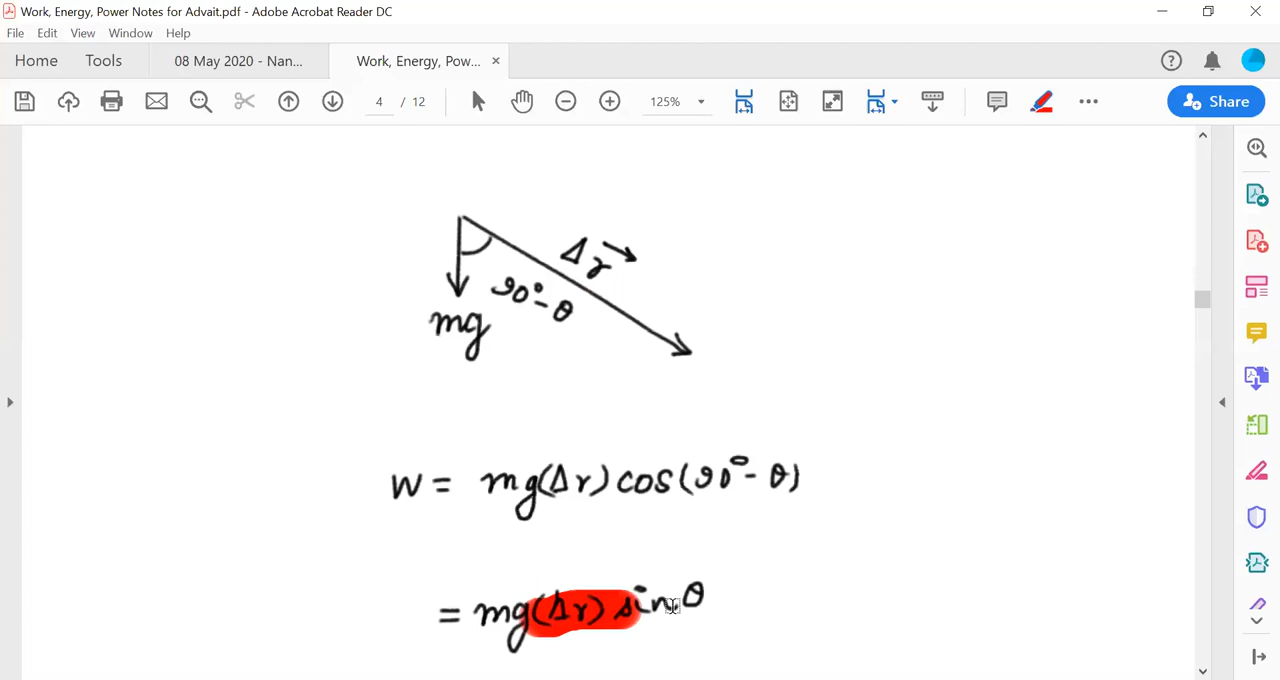 Work, Energy, Power Notes for Advait.pdf - Adobe Acrobat Reader DC
File Edit View Window Help
Home Tools 08 May 2020 - Nan... Work, Energy, Pow... ×
4 / 12 125% Share
Δr
90° - θ
mg
W = mg(Δr) cos(90° - θ)
= mg(Δr) sin θ